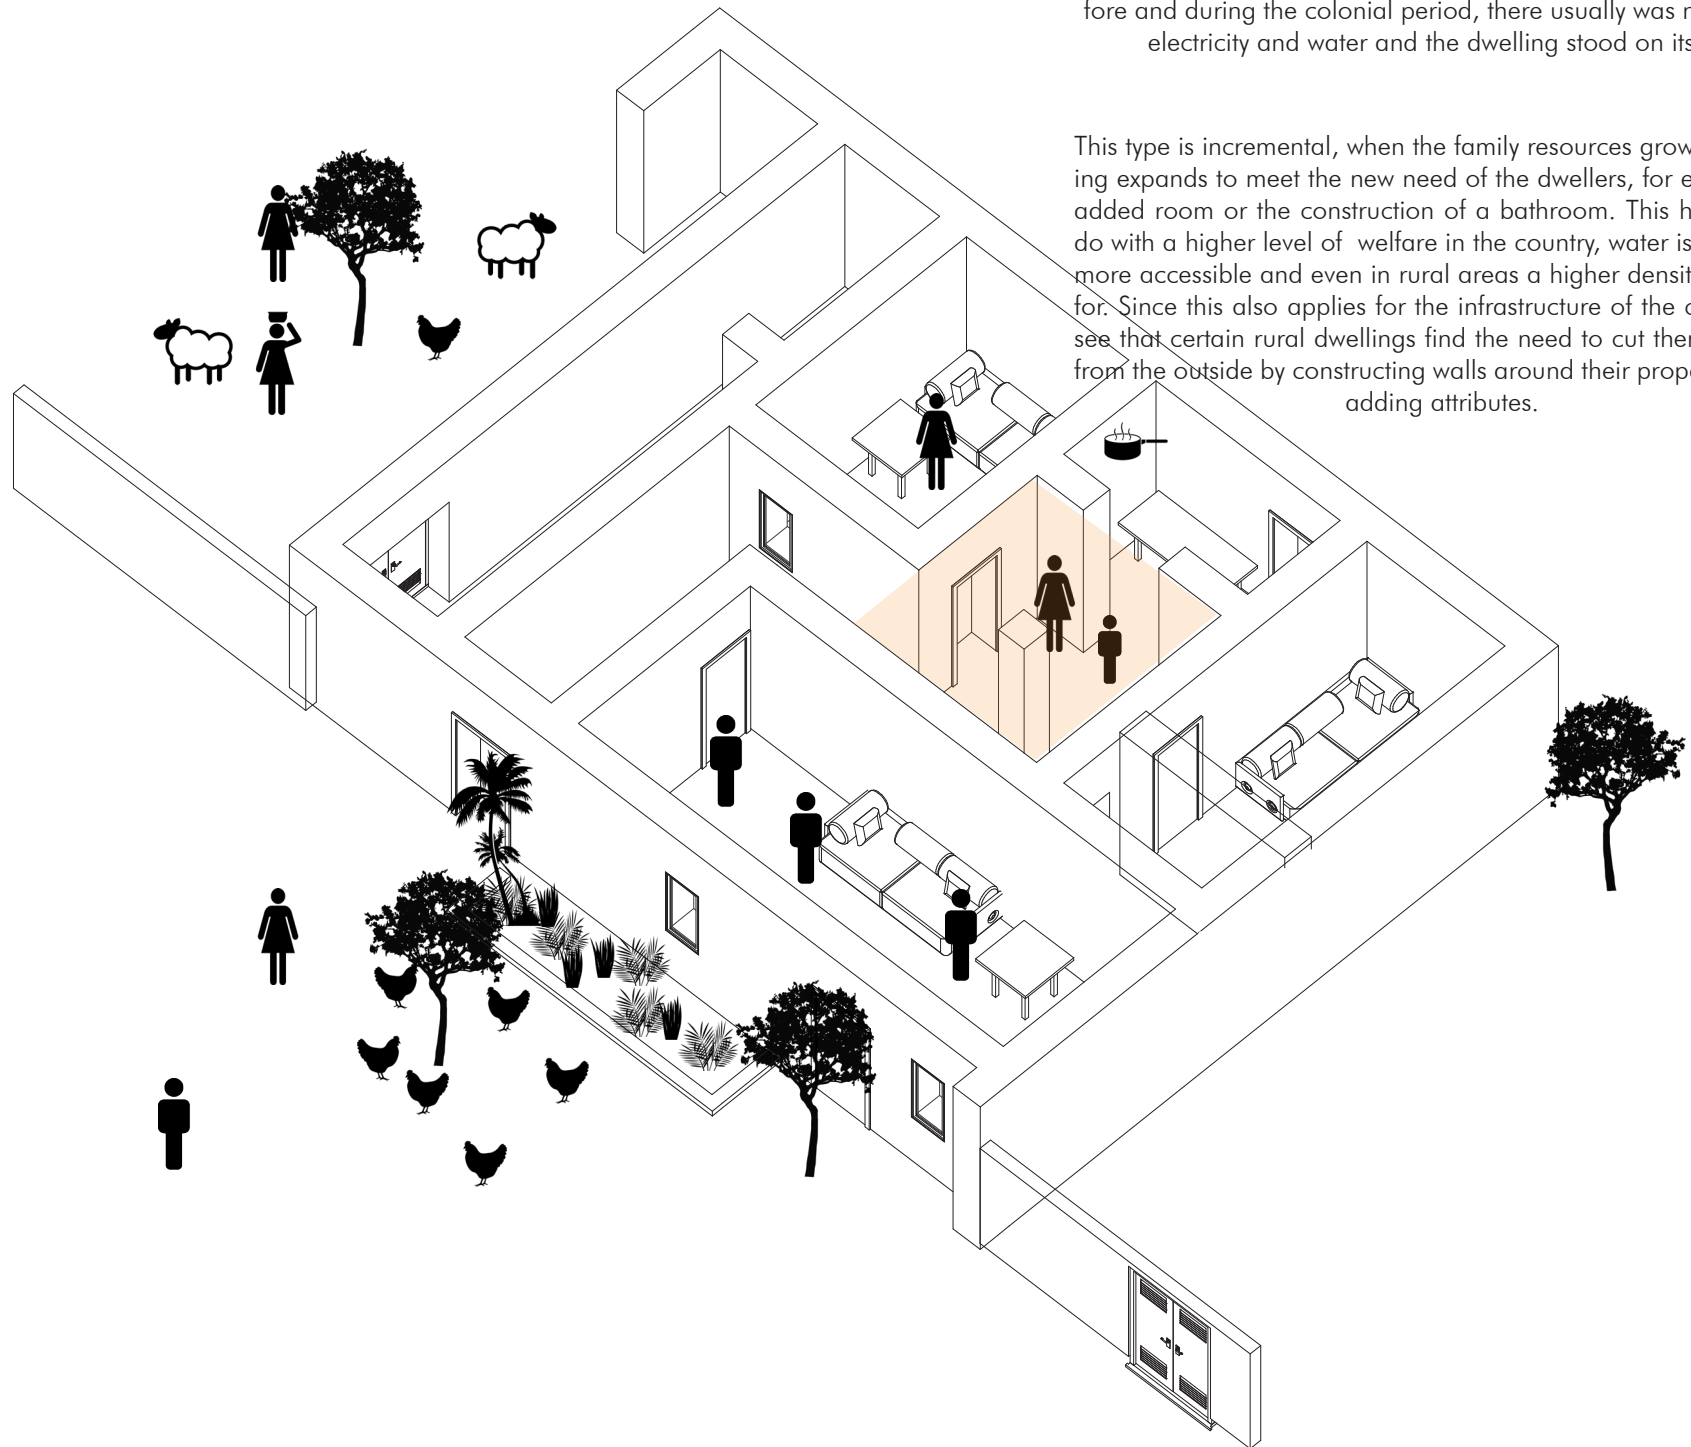 fore and during the colonial period, there usually was
electricity and water and the dwelling stood on its
This type is incremental, when the family resources grow
ing expands to meet the new need of the dwellers, for
added room or the construction of a bathroom. This
do with a higher level of  welfare in the country, water is
more accessible and even in rural areas a higher
for. Since this also applies for the infrastructure of the
see that certain rural dwellings find the need to cut
from the outside by constructing walls around their
adding attributes.